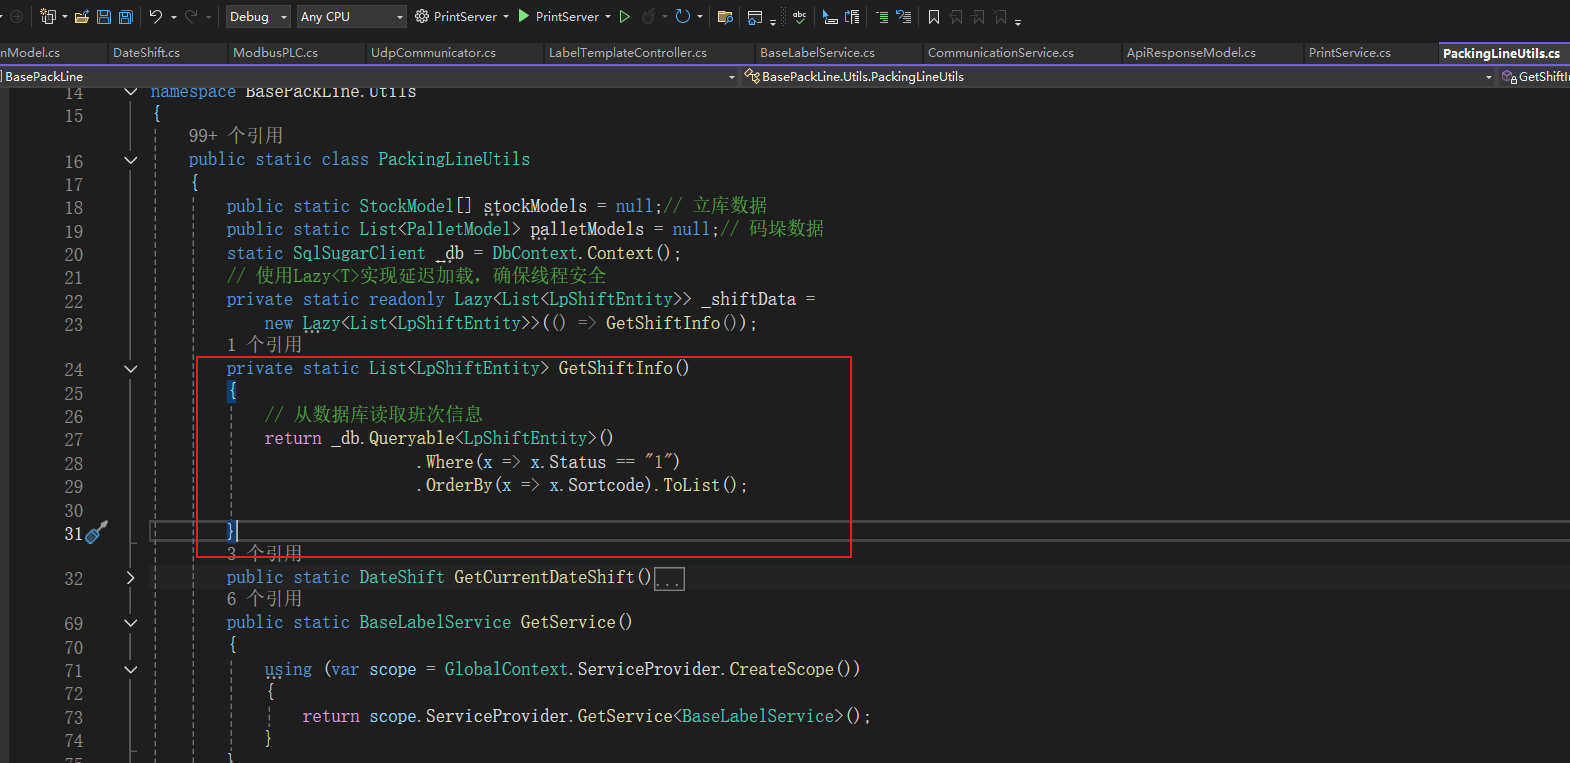 Debug Any CPU PrintServer PrintServer
nModel.cs DateShift.cs ModbusPLC.cs UdpCommunicator.cs LabelTemplateController.cs BaseLabelService.cs CommunicationService.cs ApiResponseModel.cs PrintService.cs PackingLineUtils.cs
BasePackLine BasePackLine.Utils.PackingLineUtils GetShiftIn
14 namespace BasePackLine.Utils
15 {
99+ 个引用
16 public static class PackingLineUtils
17 {
18 public static StockModel[] stockModels = null;// 立库数据
19 public static List<PalletModel> palletModels = null;// 码垛数据
20 static SqlSugarClient _db = DbContext.Context();
21 // 使用Lazy<T>实现延迟加载，确保线程安全
22 private static readonly Lazy<List<LpShiftEntity>> _shiftData =
23 new Lazy<List<LpShiftEntity>>(() => GetShiftInfo());
1 个引用
24 private static List<LpShiftEntity> GetShiftInfo()
25 {
26 // 从数据库读取班次信息
27 return _db.Queryable<LpShiftEntity>()
28 .Where(x => x.Status == "1")
29 .OrderBy(x => x.Sortcode).ToList();
30
31 }
3 个引用
32 public static DateShift GetCurrentDateShift()...
6 个引用
69 public static BaseLabelService GetService()
70 {
71 using (var scope = GlobalContext.ServiceProvider.CreateScope())
72 {
73 return scope.ServiceProvider.GetService<BaseLabelService>();
74 }
75 }